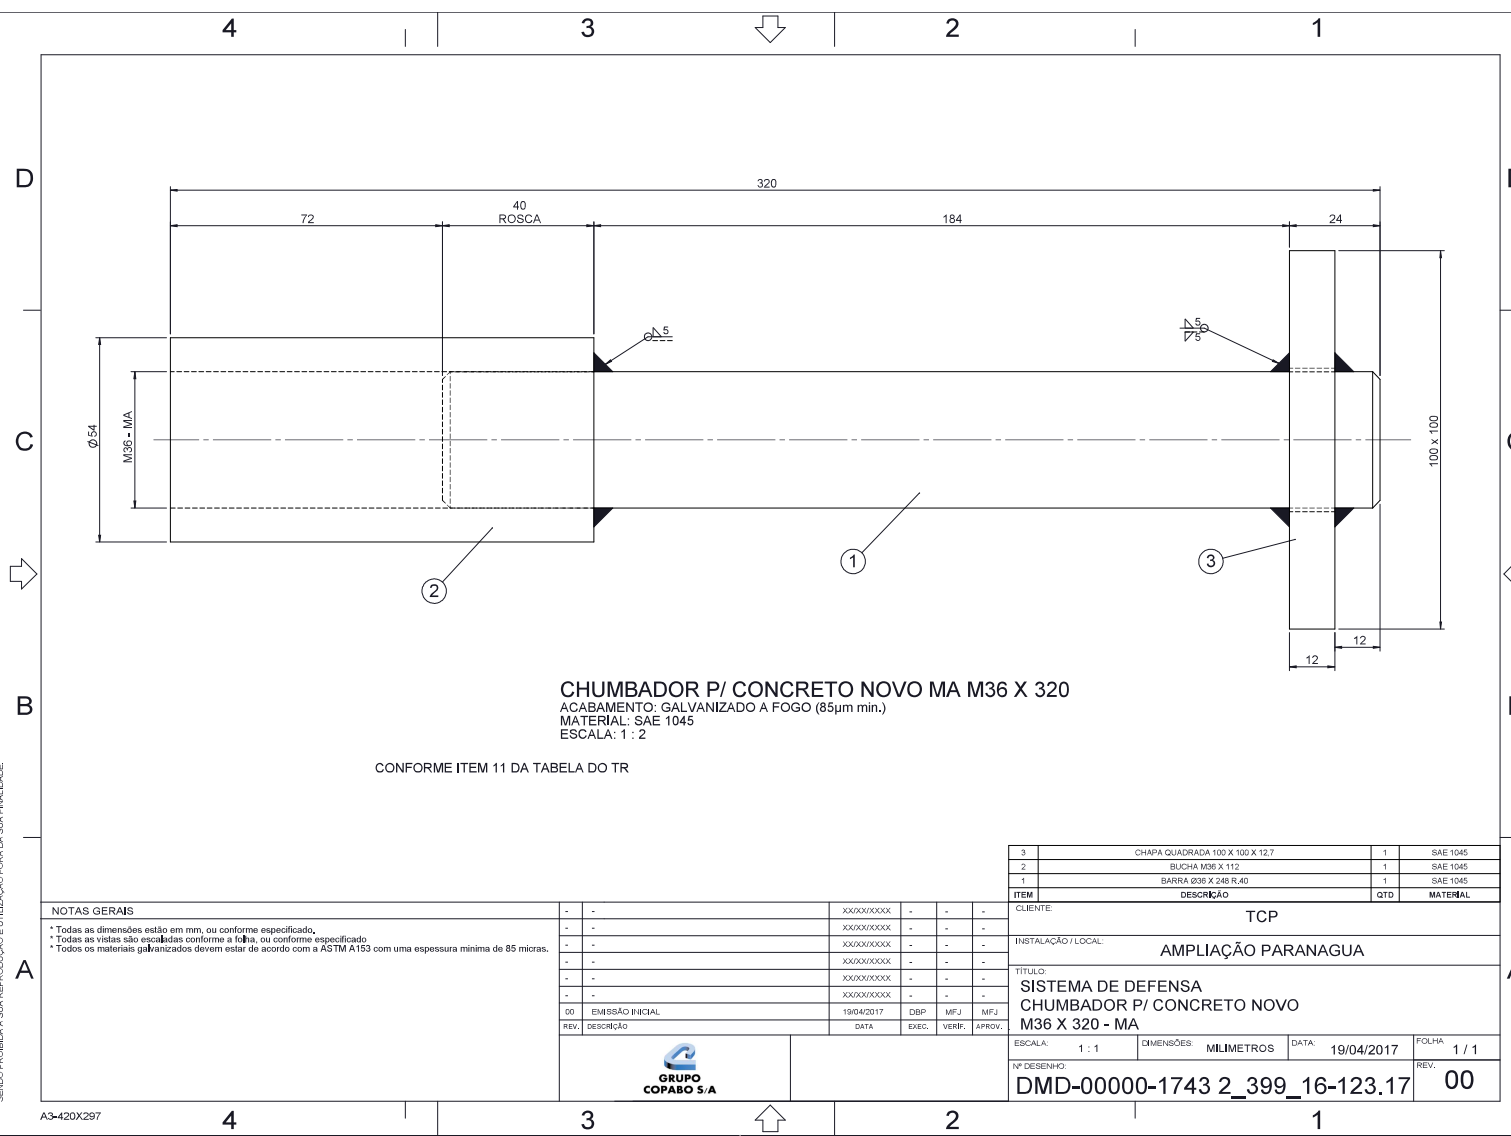 4 3 2 1
D
C
B
A
320
72
40
ROSCA
184
24
5
5
5
Ø54
M36 - MA
100 x 100
2
1
3
12
12
CHUMBADOR P/ CONCRETO NOVO MA M36 X 320
ACABAMENTO: GALVANIZADO A FOGO (85µm min.)
MATERIAL: SAE 1045
ESCALA: 1 : 2
CONFORME ITEM 11 DA TABELA DO TR
3 CHAPA QUADRADA 100 X 100 X 12,7 1 SAE 1045
2 BUCHA M36 X 112 1 SAE 1045
1 BARRA Ø36 X 248 R.40 1 SAE 1045
ITEM DESCRIÇÃO QTD MATERIAL
NOTAS GERAIS
* Todas as dimensões estão em mm, ou conforme especificado.
* Todas as vistas são escaladas conforme a folha, ou conforme especificado
* Todos os materiais galvanizados devem estar de acordo com a ASTM A153 com uma espessura minima de 85 micras.
- - XX/XX/XXXX - - -
- - XX/XX/XXXX - - -
- - XX/XX/XXXX - - -
- - XX/XX/XXXX - - -
- - XX/XX/XXXX - - -
- - XX/XX/XXXX - - -
00 EMISSÃO INICIAL 19/04/2017 DBP MFJ MFJ
REV. DESCRIÇÃO DATA EXEC. VERIF. APROV.
GRUPO
COPABO S/A
CLIENTE:
TCP
INSTALAÇÃO / LOCAL:
AMPLIAÇÃO PARANAGUA
TÍTULO:
SISTEMA DE DEFENSA
CHUMBADOR P/ CONCRETO NOVO
M36 X 320 - MA
ESCALA: 1 : 1 DIMENSÕES: MILIMETROS DATA: 19/04/2017 FOLHA 1 / 1
Nº DESENHO:
DMD-00000-1743 2_399_16-123.17
REV.
00
A3-420X297
4 3 2 1